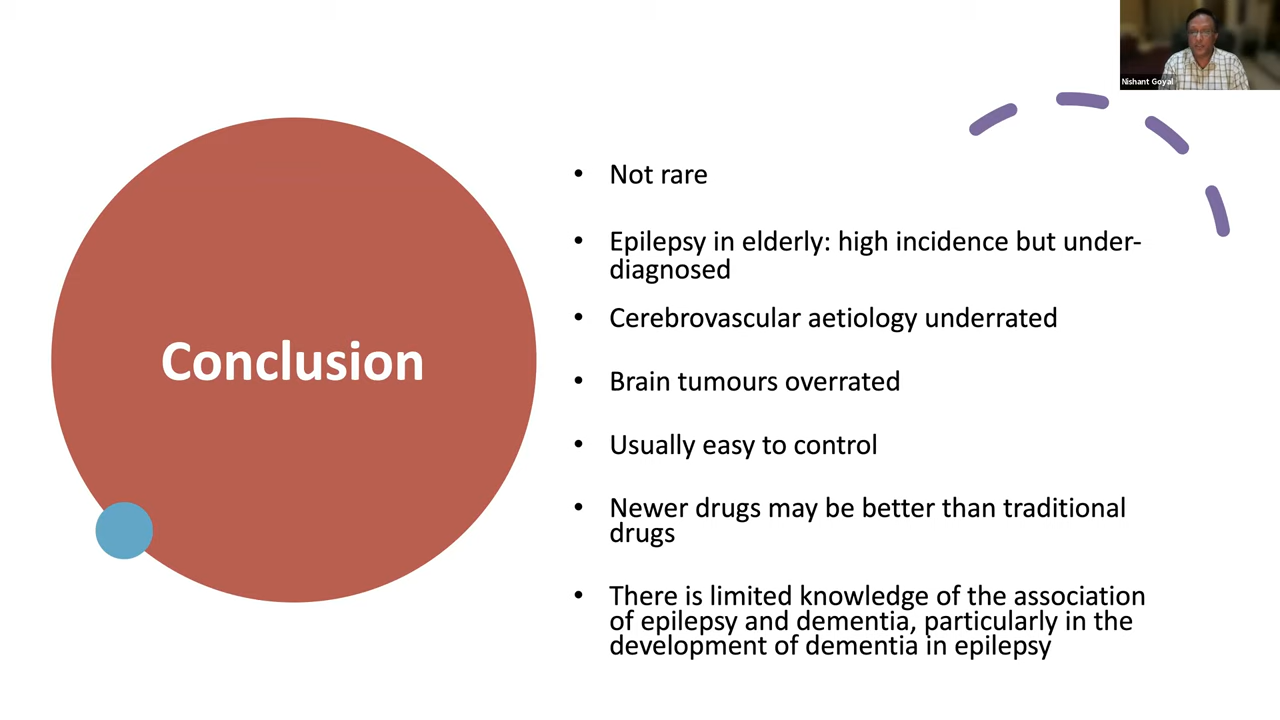 Nishant Goyal
Conclusion
• Not rare
• Epilepsy in elderly: high incidence but under-
diagnosed
• Cerebrovascular aetiology underrated
• Brain tumours overrated
• Usually easy to control
• Newer drugs may be better than traditional
drugs
• There is limited knowledge of the association
of epilepsy and dementia, particularly in the
development of dementia in epilepsy